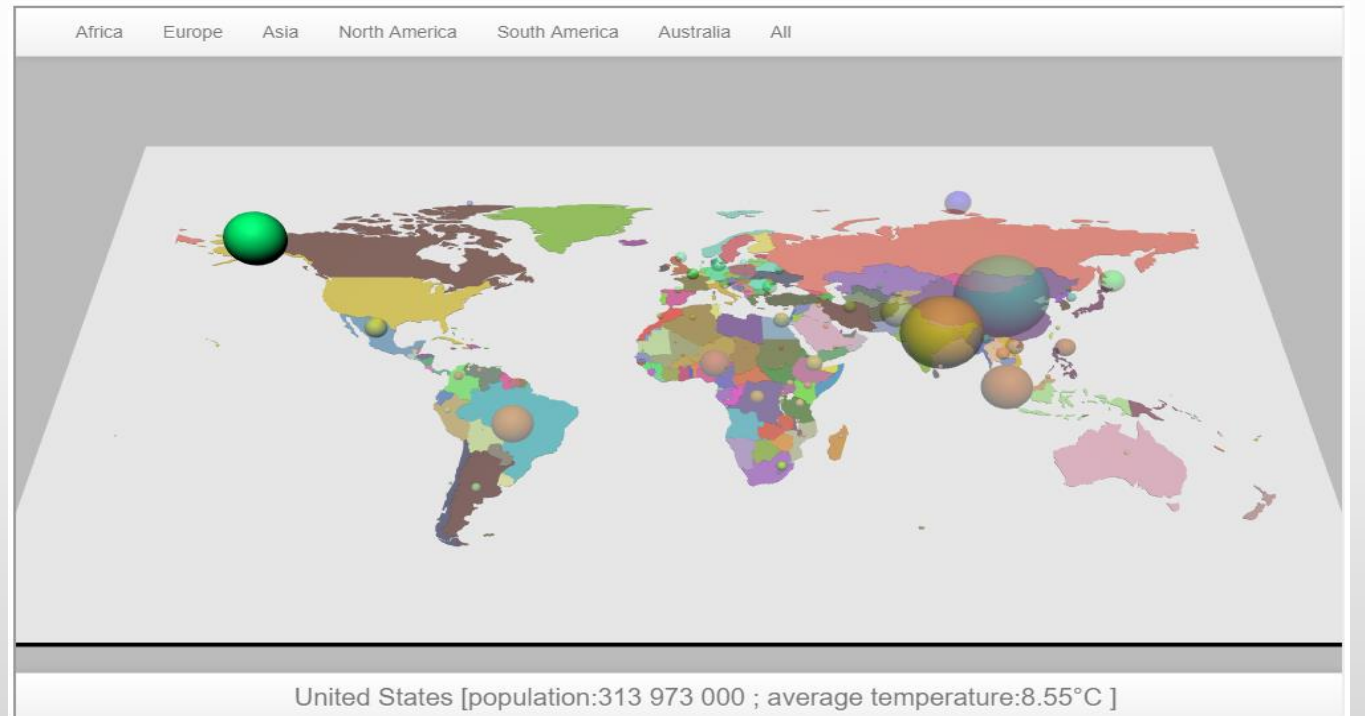 Africa Europe Asia North America South America Australia All
United States [population:313 973 000 ; average temperature:8.55°C ]